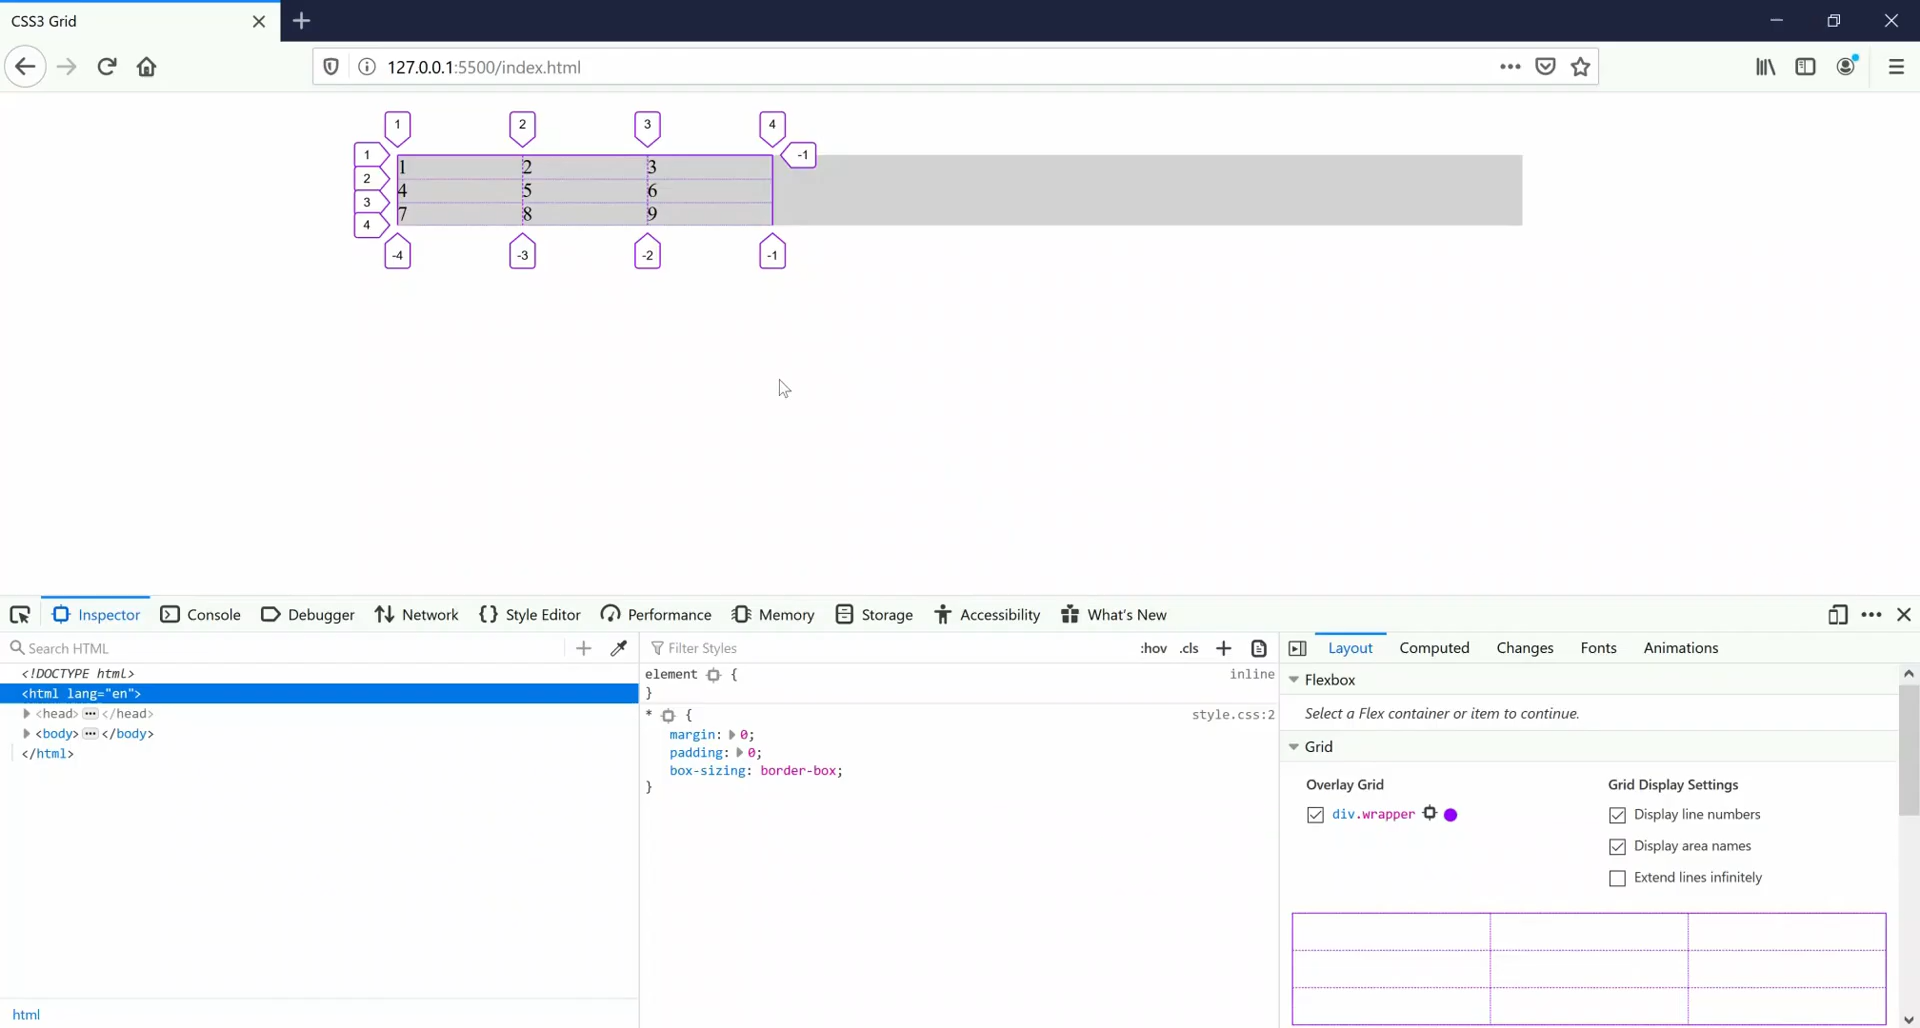 CSS3 Grid
127.0.0.1:5500/index.html
1 2 3 4
1 -1
1 2 3
2
4 5 6
3
7 8 9
4
-4 -3 -2 -1
Inspector Console Debugger Network Style Editor Performance Memory Storage Accessibility What's New
Search HTML
Filter Styles :hov .cls
Layout Computed Changes Fonts Animations
<!DOCTYPE html>
<html lang="en">
<head> ••• </head>
<body> ••• </body>
</html>
element { inline
}
* { style.css:2
margin: 0;
padding: 0;
box-sizing: border-box;
}
Flexbox
Select a Flex container or item to continue.
Grid
Overlay Grid Grid Display Settings
div.wrapper Display line numbers
Display area names
Extend lines infinitely
html